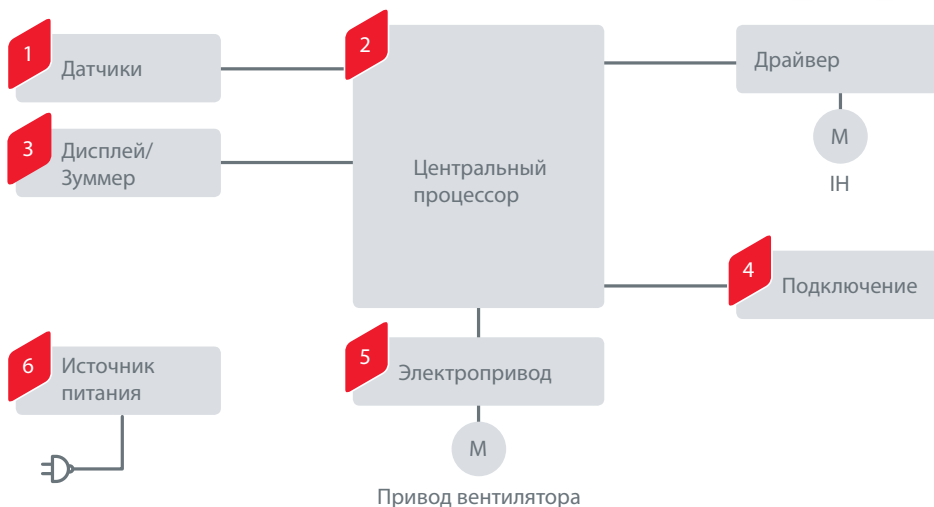 1
Датчики
2
Центральный
процессор
Драйвер
M
IH
3
Дисплей/
Зуммер
4
Подключение
5
Электропривод
M
Привод вентилятора
6
Источник
питания